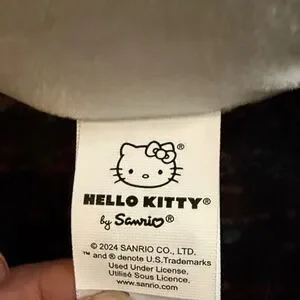 ®
HELLO KITTY®
by Sanrio®
© 2024 SANRIO CO., LTD.
™ and ® denote U.S.Trademarks
Used Under License.
Utilisé Sous Licence.
www.sanrio.com